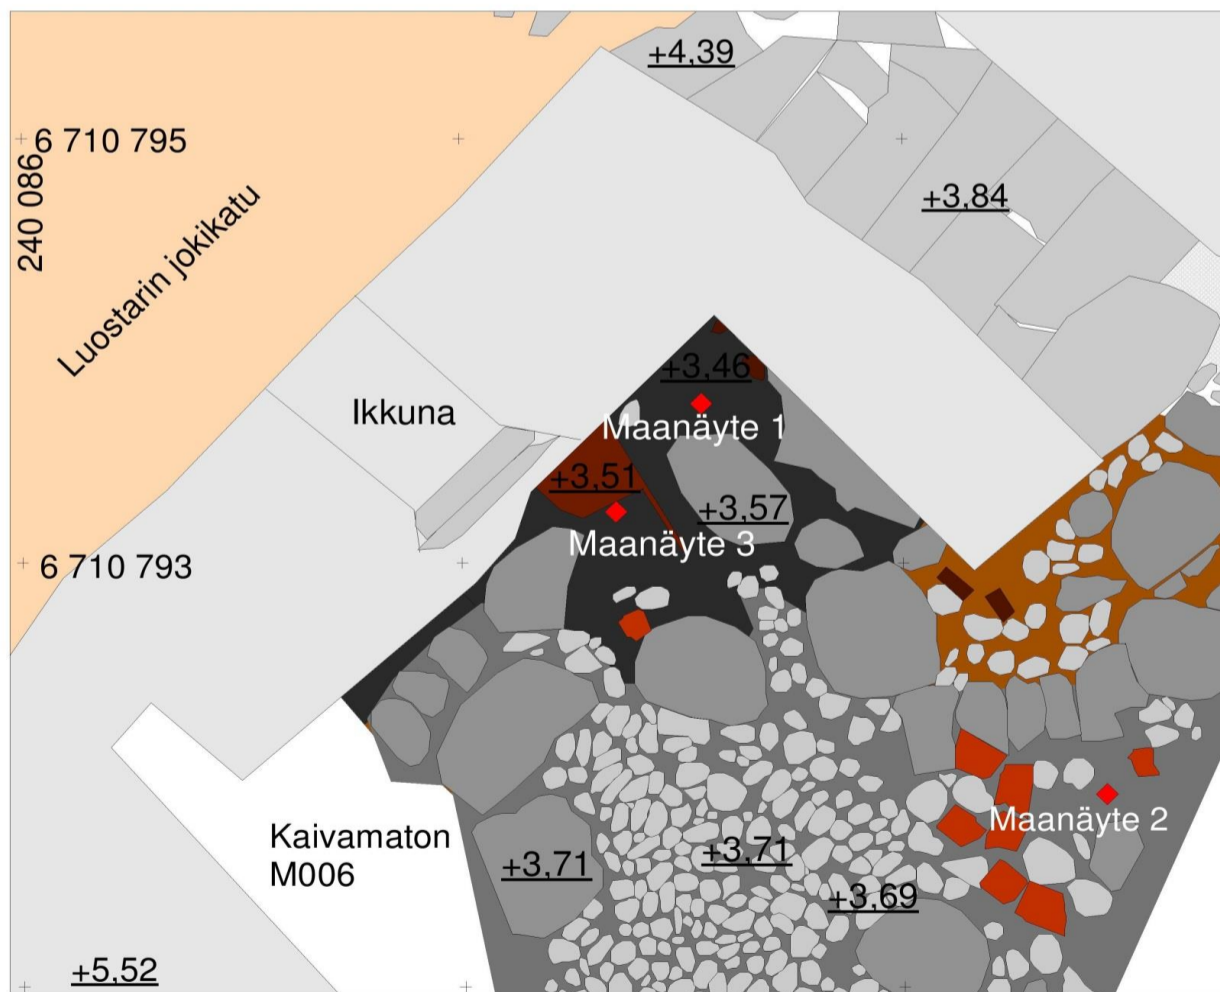 +4,39
6 710 795
240 086
Luostarin jokikatu
+3,84
+3,46
Ikkuna
Maanäyte 1
+3,51
+3,57
Maanäyte 3
6 710 793
Maanäyte 2
Kaivamaton
M006
+3,71
+3,71
+3,69
+5,52